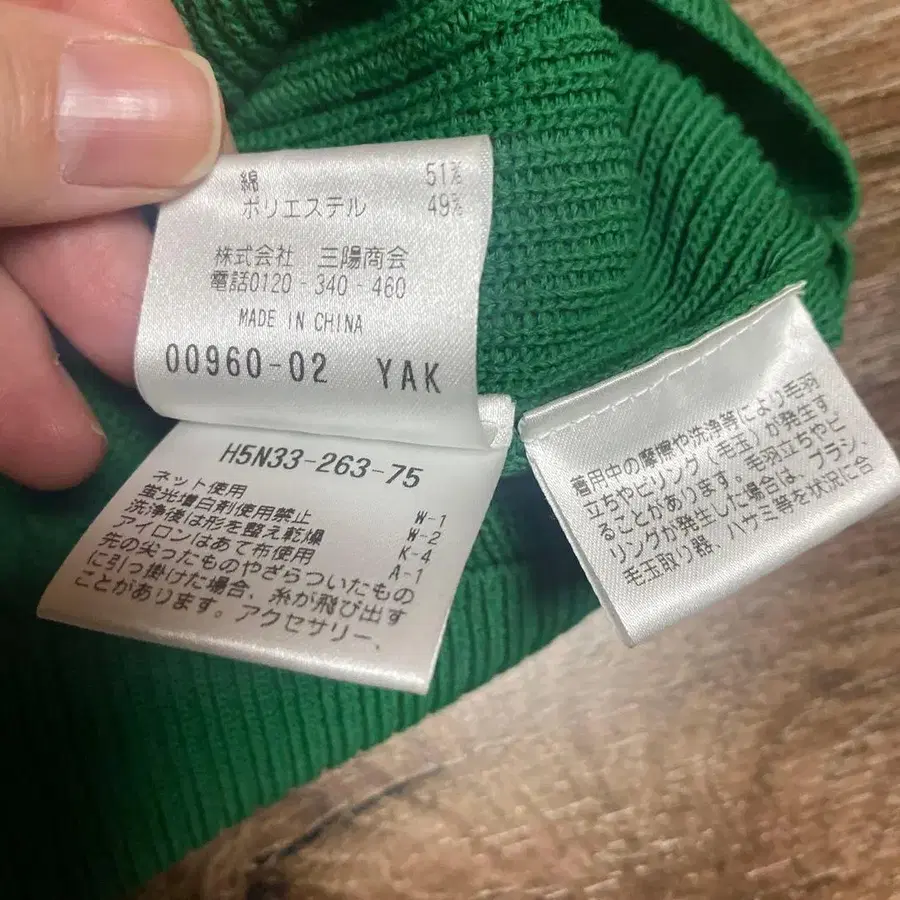 綿 51%
ポリエステル 49%
株式会社 三陽商会
電話0120-340-460
MADE IN CHINA
00960-02 YAK
H5N33-263-75
ネット使用 W-1
蛍光増白剤使用禁止 W-2
洗浄後は形を整え乾燥 K-4
アイロンはあて布使用 A-1
先の尖ったものやざらついたもの
に引っ掛けた場合、糸が飛び出す
ことがあります。アクセサリー、
着用中の摩擦や洗浄等により毛羽
立ちやピリング(毛玉)が発生す
ることがあります。毛羽立ちやピ
リングが発生した場合は、ブラシ、
毛玉取り器、ハサミ等を状況に合